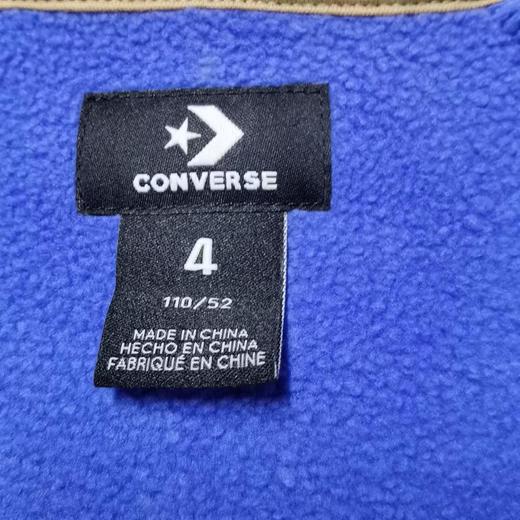 CONVERSE
4
110/52
MADE IN CHINA
HECHO EN CHINA
FABRIQUÉ EN CHINE